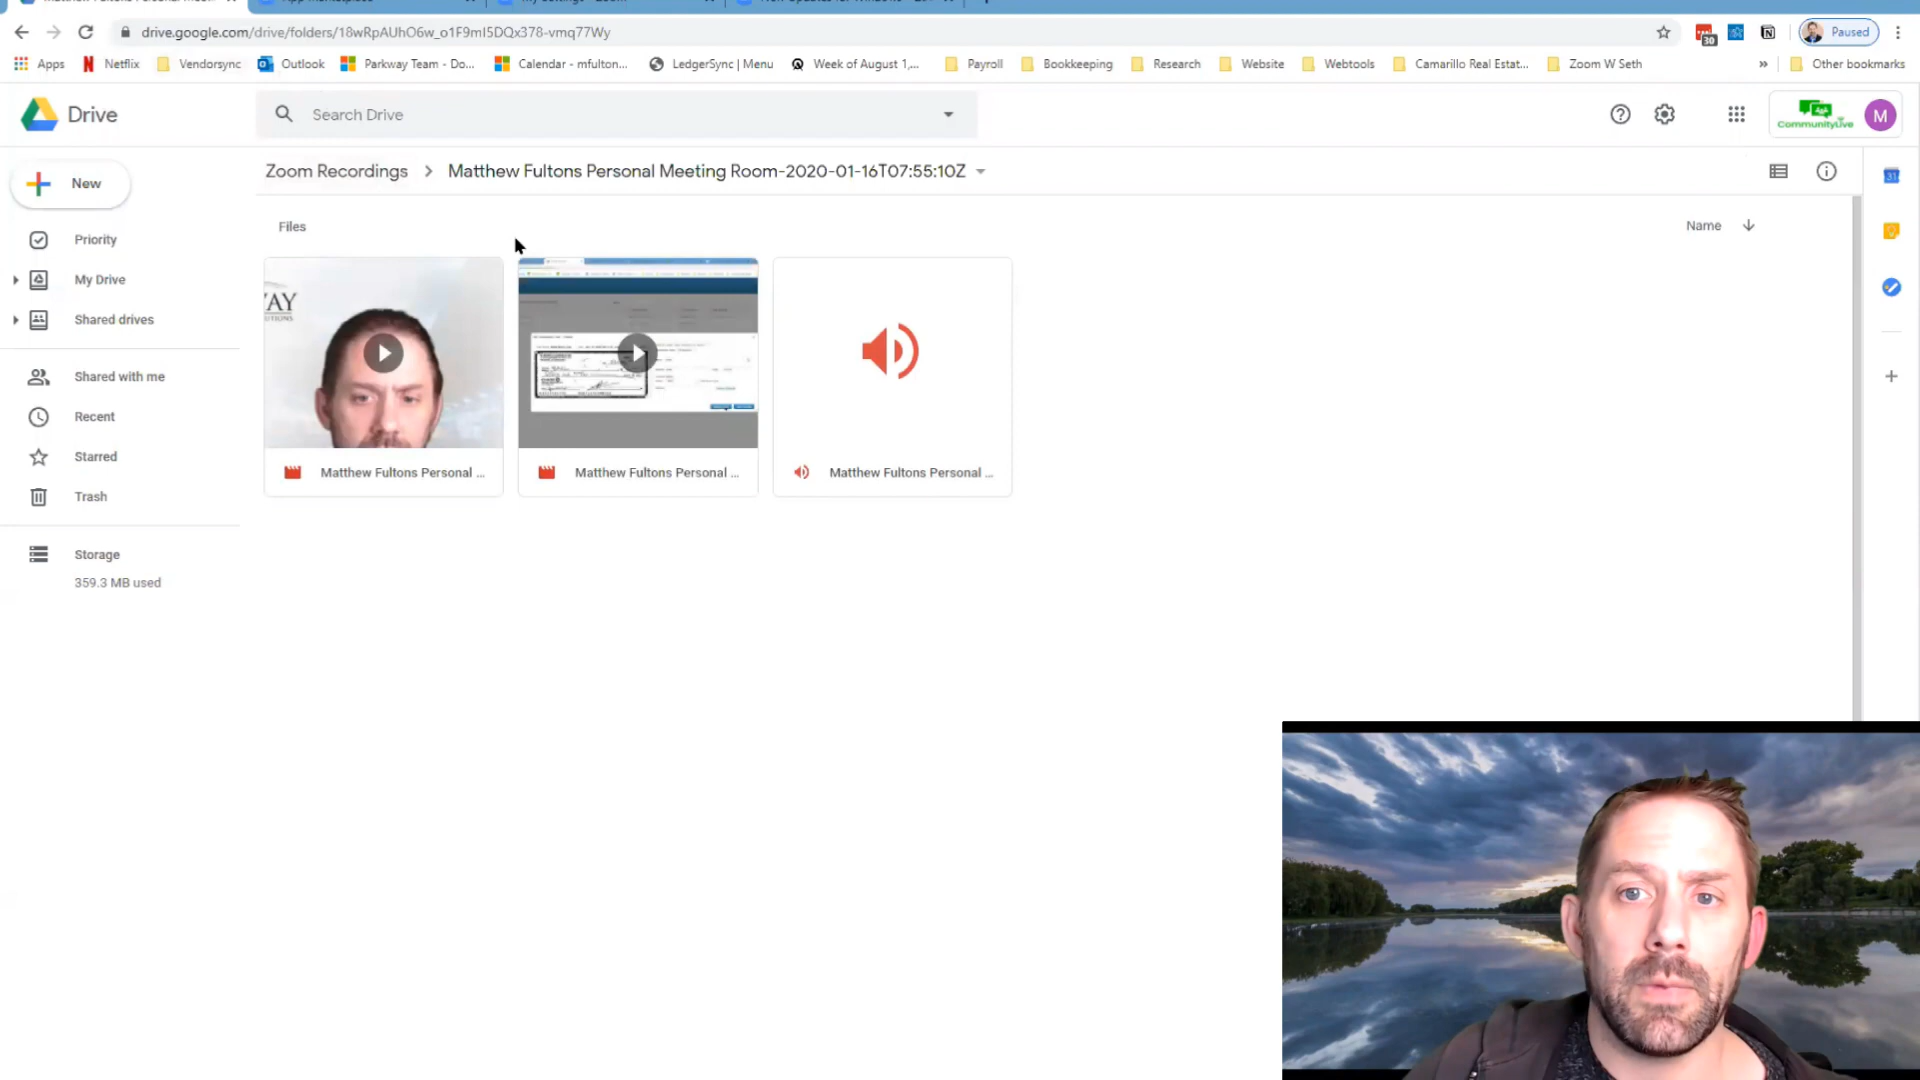 drive.google.com/drive/folders/18wRpAUhO6w_o1F9mI5DQx378-vmq77Wy
30
Paused
Apps
Netflix
Vendorsync
Outlook
Parkway Team - Do...
Calendar - mfulton...
LedgerSync | Menu
Week of August 1,...
Payroll
Bookkeeping
Research
Website
Webtools
Camarillo Real Estat...
Zoom W Seth
»
Other bookmarks
Drive
Search Drive
Ask
CommunityLive
M
New
Zoom Recordings
Matthew Fultons Personal Meeting Room-2020-01-16T07:55:10Z
Files
Name
Priority
My Drive
Shared drives
Shared with me
Recent
Starred
Trash
Storage
359.3 MB used
Matthew Fultons Personal ...
Matthew Fultons Personal ...
Matthew Fultons Personal ...